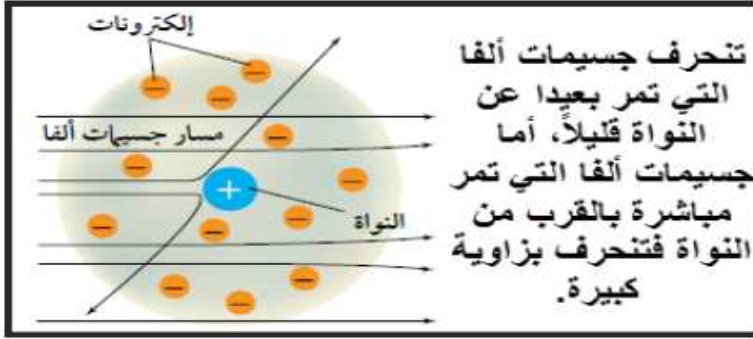 إلكترونات
مسار جسيمات ألفا
+
النواة
تنحرف جسيمات ألفا
التي تمر بعيدا عن
النواة قليلاً، أما
جسيمات ألفا التي تمر
مباشرة بالقرب من
النواة فتنحرف بزاوية
كبيرة.